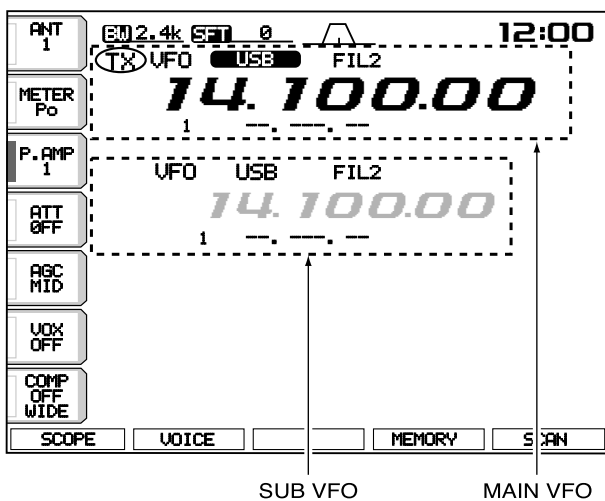 ANT
1
BW 2.4k SFT 0
12:00
TX VFO USB FIL2
14.100.00
1 --.---.--
METER
Po
P.AMP
1
VFO USB FIL2
14.100.00
1 --.---.--
ATT
OFF
AGC
MID
VOX
OFF
COMP
OFF
WIDE
SCOPE VOICE MEMORY SCAN
SUB VFO MAIN VFO